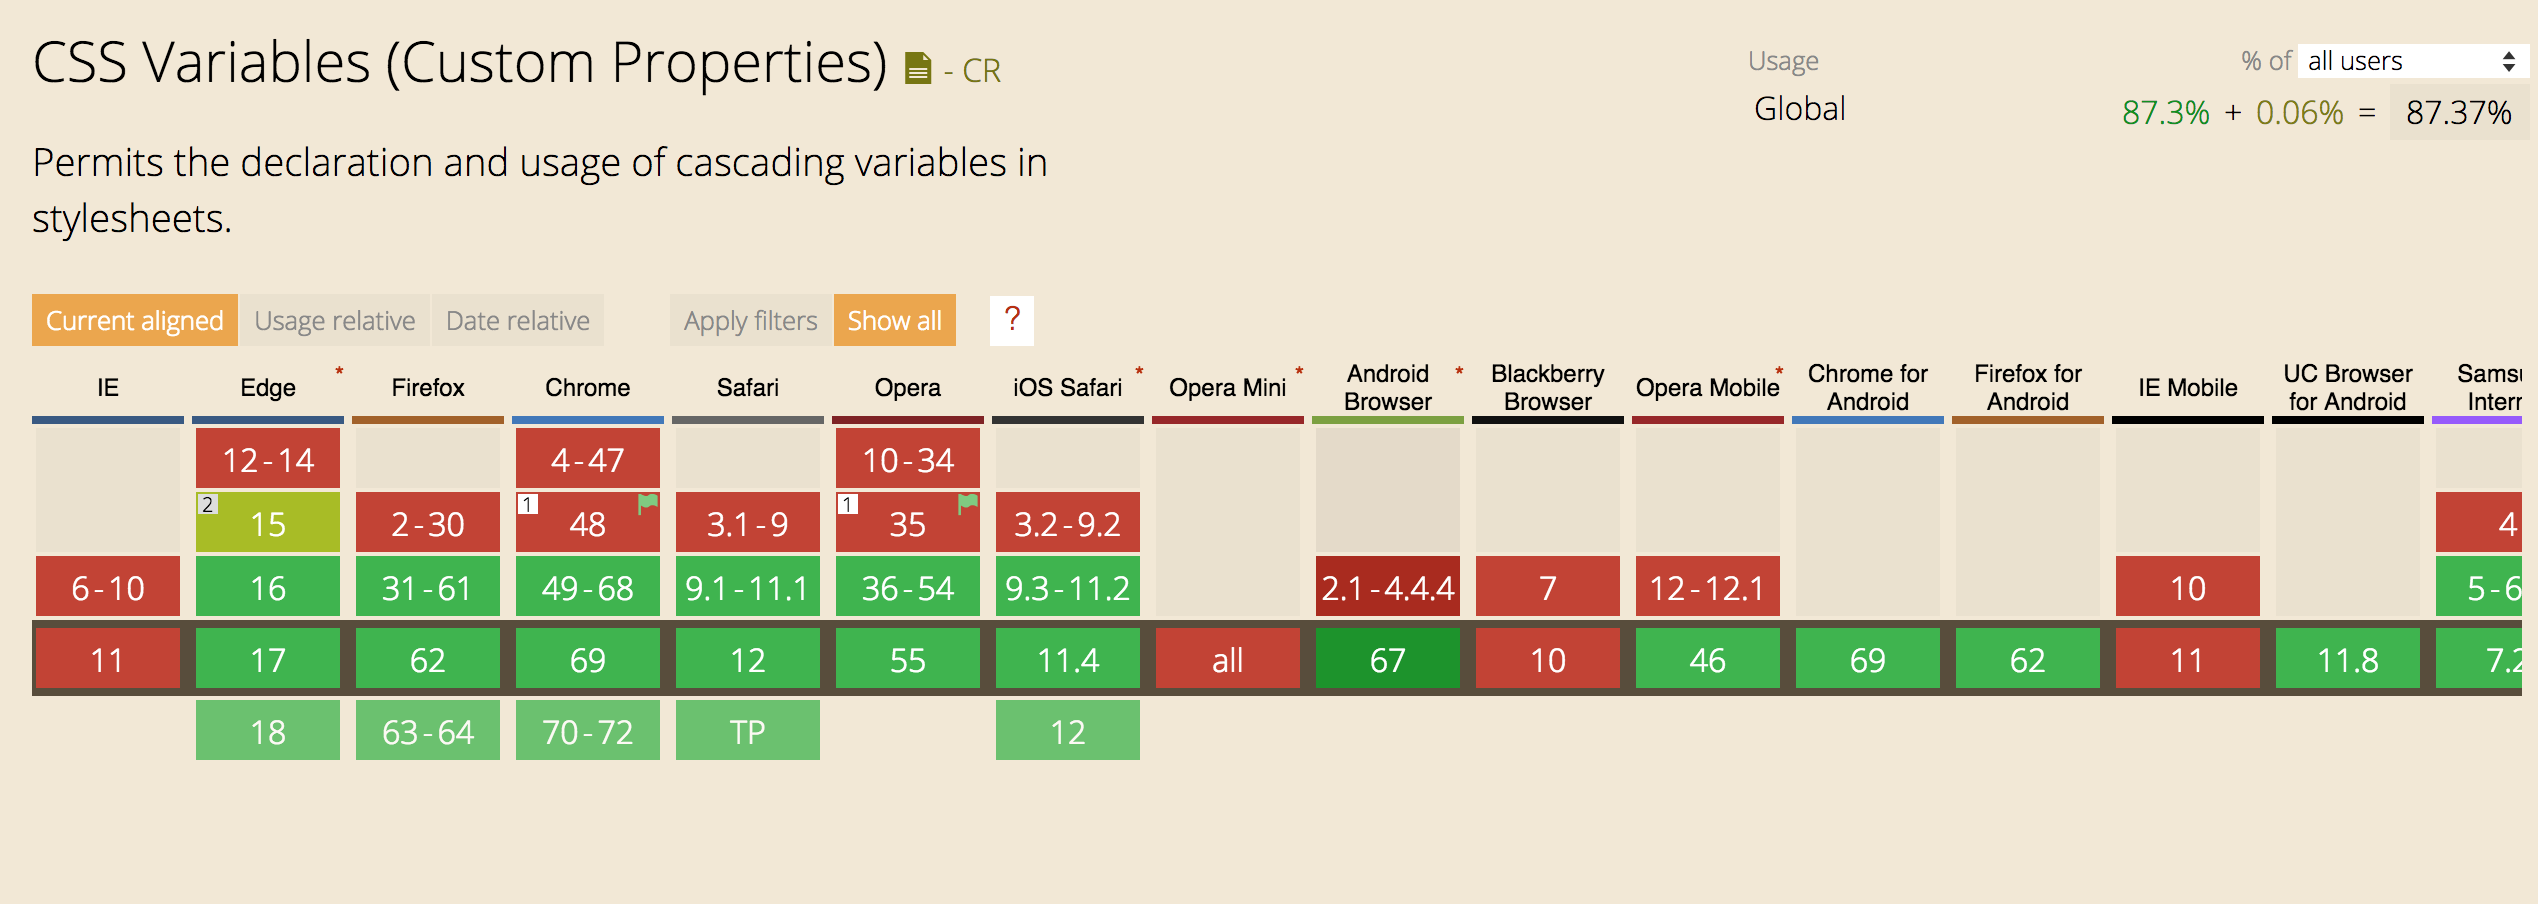 CSS Variables (Custom Properties) - CR
Usage % of all users
Global 87.3% + 0.06% = 87.37%
Permits the declaration and usage of cascading variables in
stylesheets.
Current aligned Usage relative Date relative Apply filters Show all ?
IE Edge * Firefox Chrome Safari Opera iOS Safari * Opera Mini * Android Browser * Blackberry Browser Opera Mobile * Chrome for Android Firefox for Android IE Mobile UC Browser for Android
12-14 4-47 10-34
2 15 2-30 1 48 3.1-9 1 35 3.2-9.2 4
6-10 16 31-61 49-68 9.1-11.1 36-54 9.3-11.2 2.1-4.4.4 7 12-12.1 10 5-6
11 17 62 69 12 55 11.4 all 67 10 46 69 62 11 11.8 7.2
18 63-64 70-72 TP 12